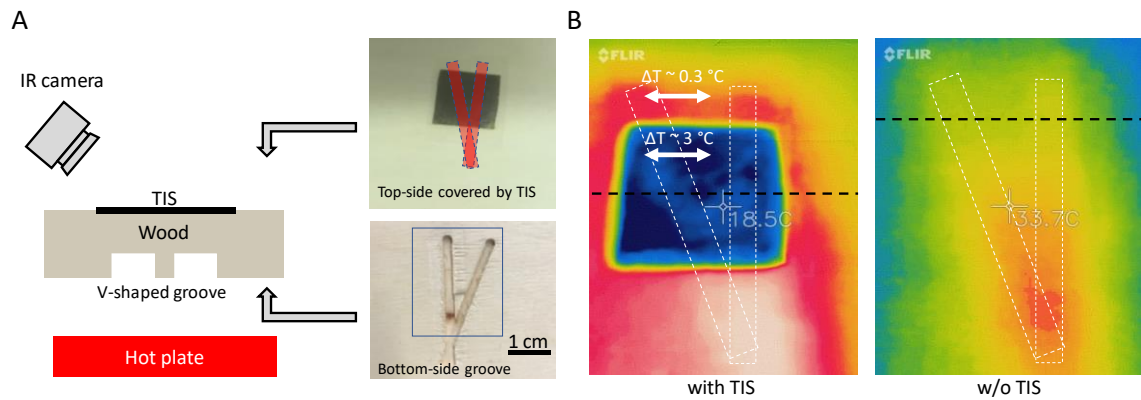 A
IR camera
TIS
Wood
V-shaped groove
Hot plate
Top-side covered by TIS
1 cm
Bottom-side groove
B
FLIR
ΔT ~ 0.3 °C
ΔT ~ 3 °C
18.5C
with TIS
FLIR
33.7C
w/o TIS